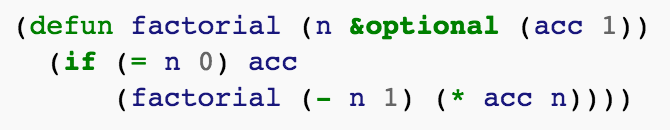 (defun factorial (n &optional (acc 1))
  (if (= n 0) acc
      (factorial (- n 1) (* acc n))))